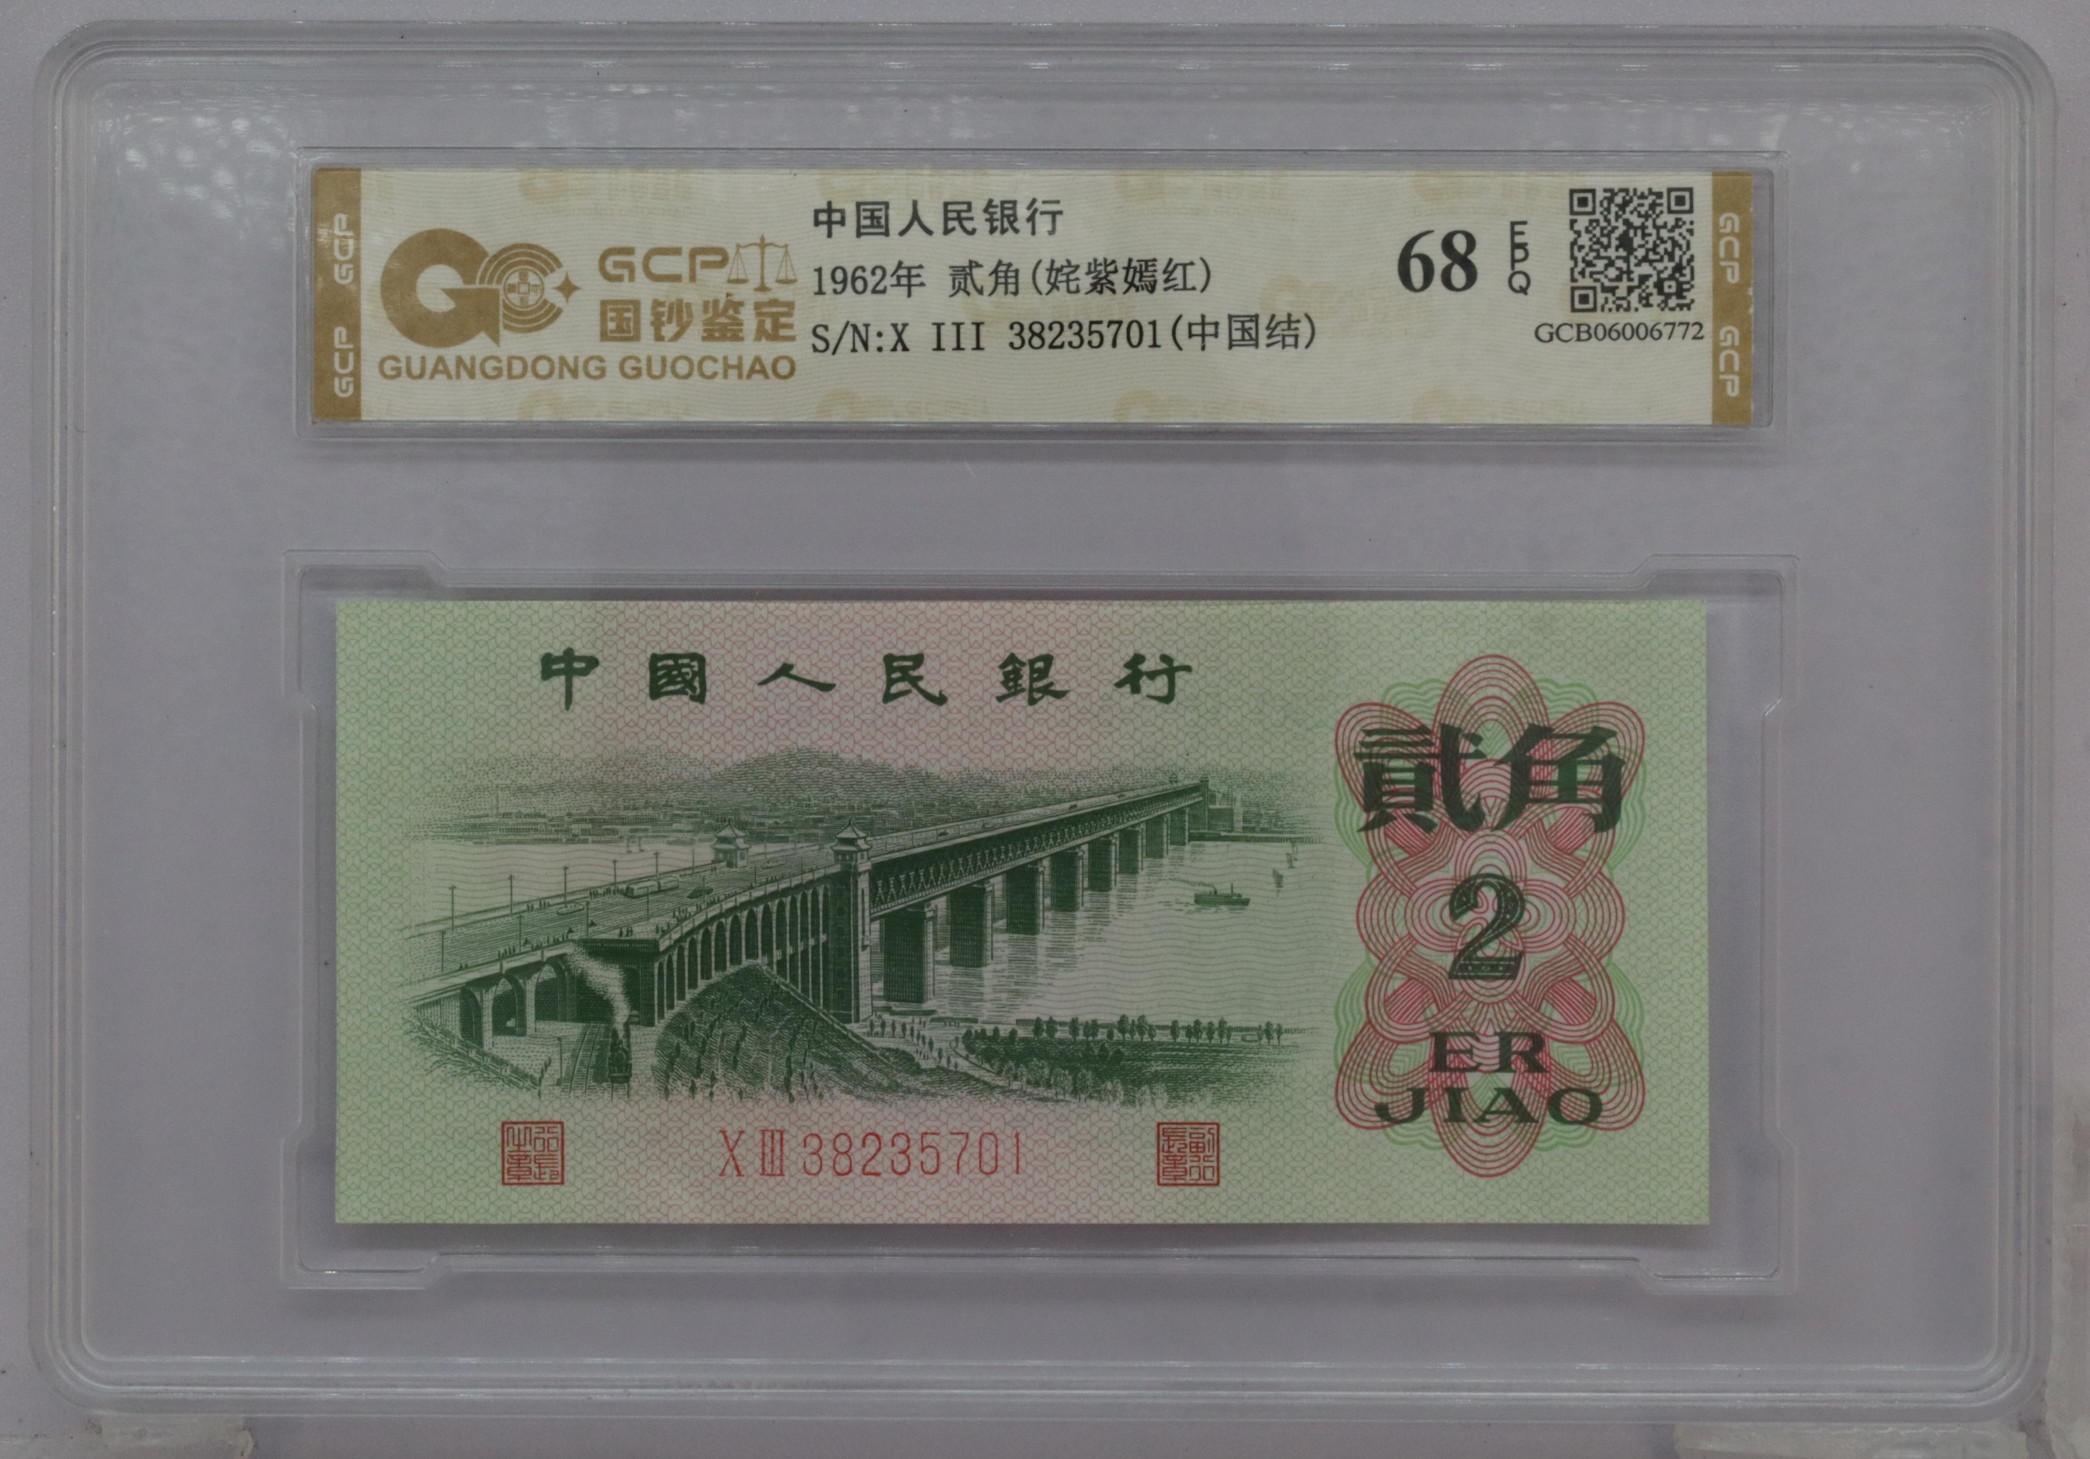 GCP GCP
GCP
国钞鉴定
GUANGDONG GUOCHAO
中国人民银行
1962年 贰角(姹紫嫣红)
S/N:X III 38235701(中国结)
68 EPQ
GCB06006772
GCP GCP
中國人民銀行
貳角
2
ER
JIAO
X III 38235701